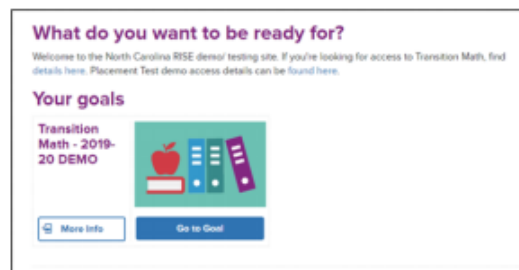 What do you want to be ready for?
Welcome to the North Carolina RISE demo/ testing site. If you're looking for access to Transition Math, find
details here. Placement Test demo access details can be found here.
Your goals
Transition
Math - 2019-
20 DEMO
More Info
Go to Goal